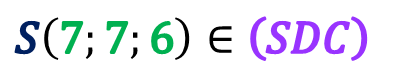 S(7; 7; 6) ∈ (SDC)